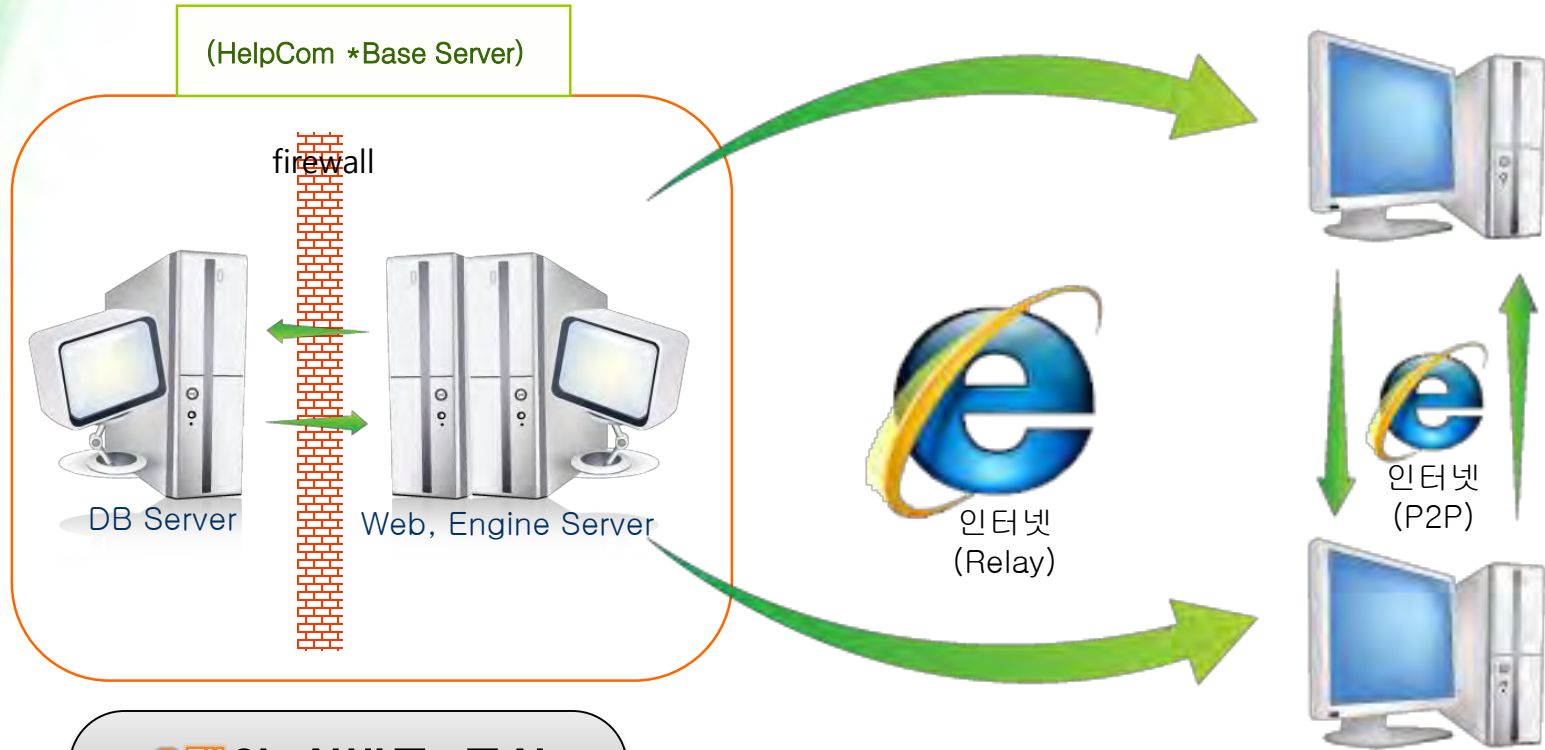 (HelpCom *Base Server)
firewall
DB Server
Web, Engine Server
인터넷
(Relay)
인터넷
(P2P)